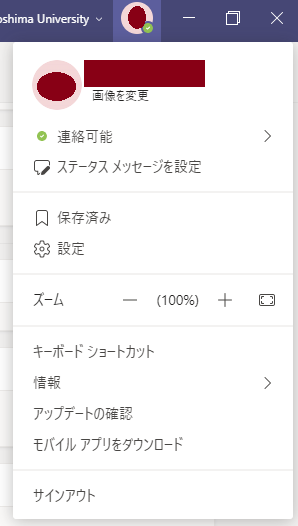 oshima University
画像を変更
連絡可能
ステータス メッセージを設定
保存済み
設定
ズーム
(100%)
キーボード ショートカット
情報
アップデートの確認
モバイル アプリをダウンロード
サインアウト